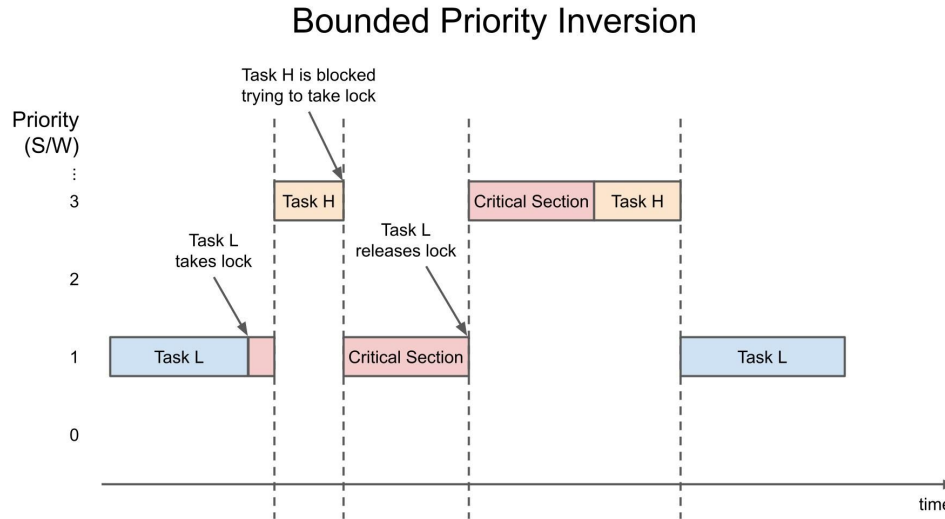 Bounded Priority Inversion
Task H is blocked
trying to take lock
Priority
(S/W)
⋮
3
Task H
Critical Section
Task H
Task L
takes lock
Task L
releases lock
2
1
Task L
Critical Section
Task L
0
time